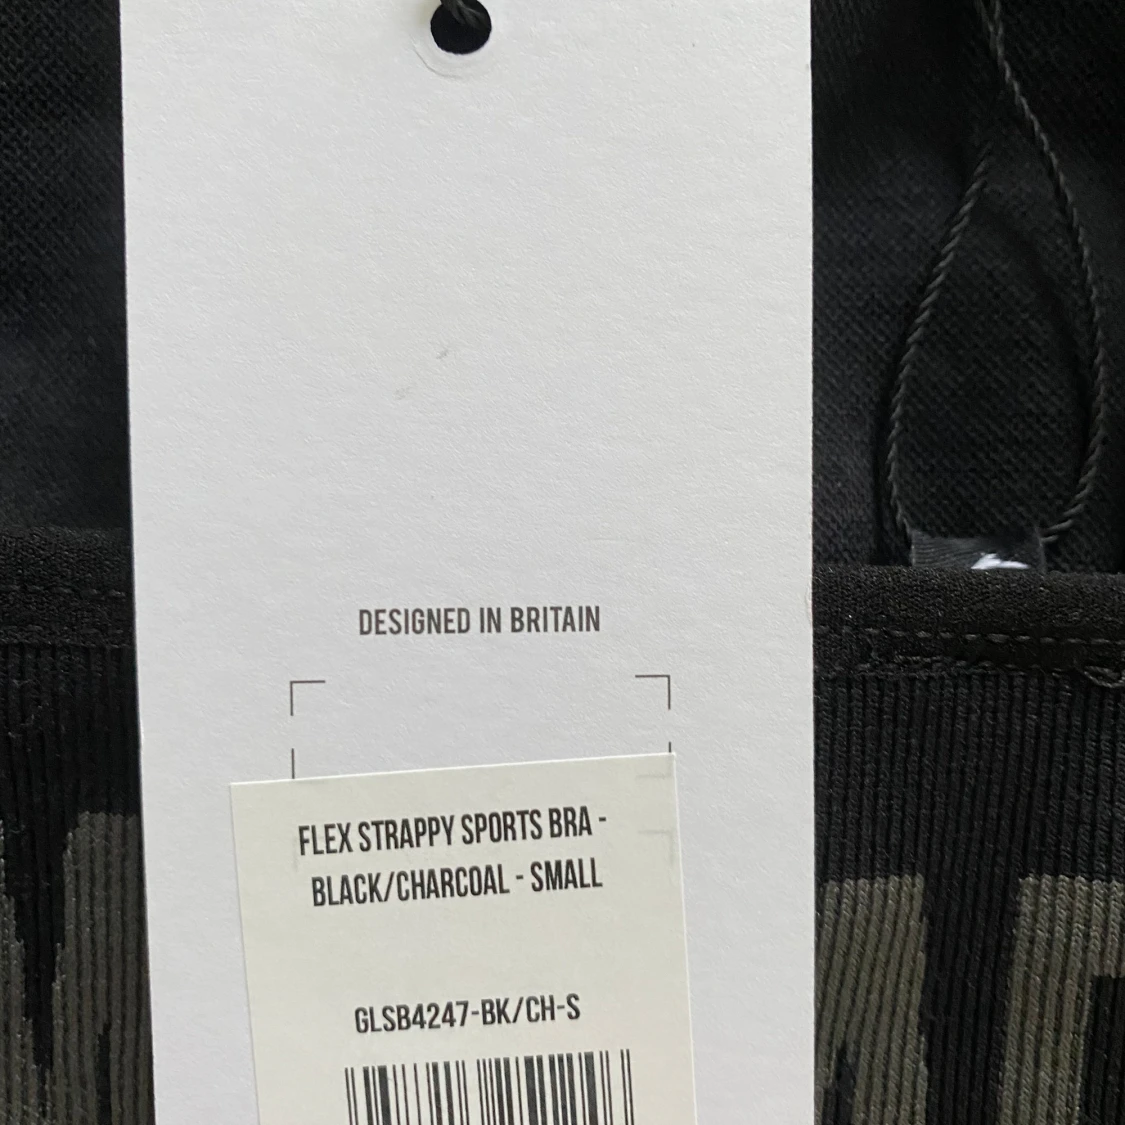 DESIGNED IN BRITAIN
FLEX STRAPPY SPORTS BRA -
BLACK/CHARCOAL - SMALL
GLSB4247-BK/CH-S